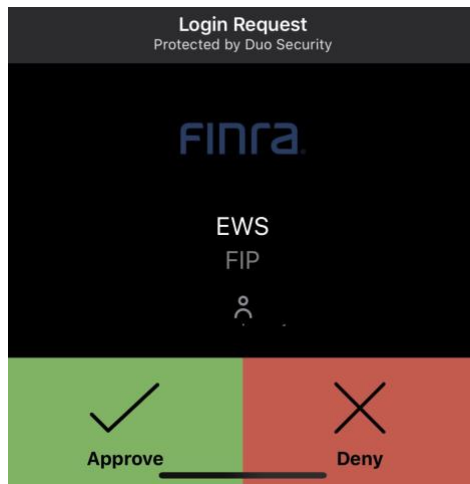 Login Request
Protected by Duo Security
FINRA.
EWS
FIP
Approve
Deny